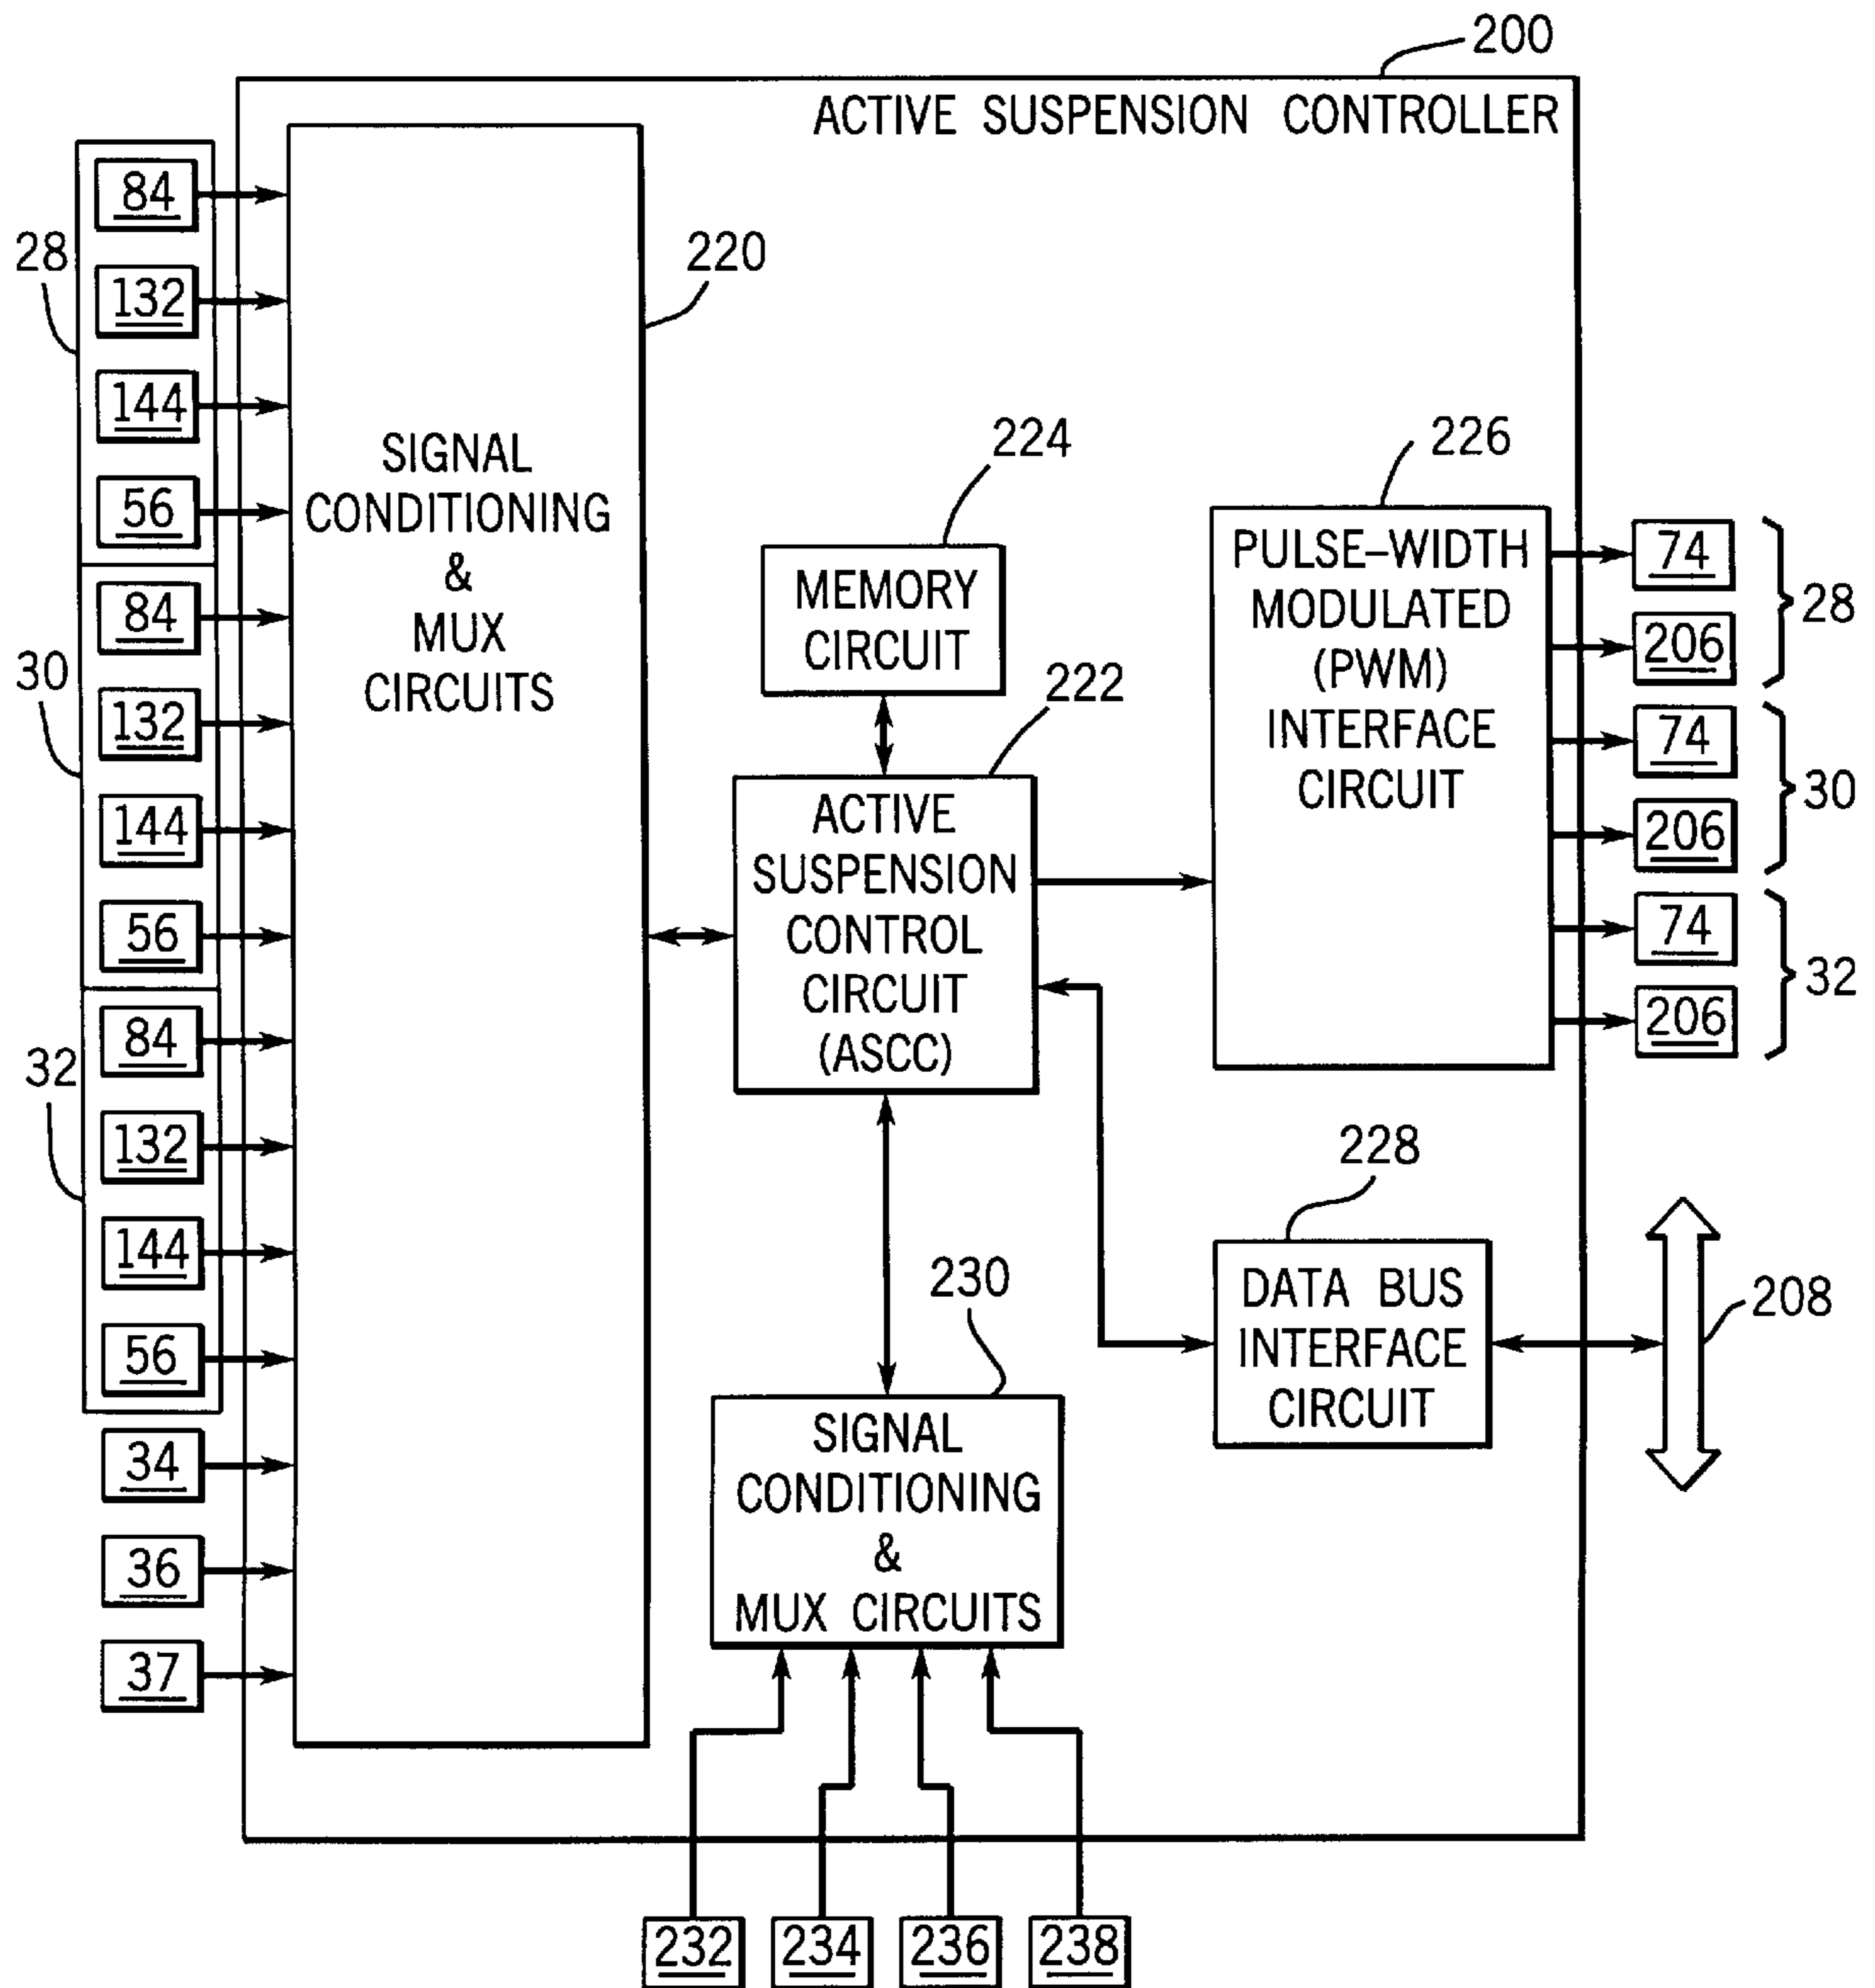 200
ACTIVE SUSPENSION CONTROLLER
28
84
132
144
56
30
84
132
144
56
32
84
132
144
56
34
36
37
220
SIGNAL
CONDITIONING
&
MUX
CIRCUITS
224
MEMORY
CIRCUIT
222
ACTIVE
SUSPENSION
CONTROL
CIRCUIT
(ASCC)
226
PULSE–WIDTH
MODULATED
(PWM)
INTERFACE
CIRCUIT
74
206
28
74
206
30
74
206
32
228
DATA BUS
INTERFACE
CIRCUIT
208
230
SIGNAL
CONDITIONING
&
MUX CIRCUITS
232
234
236
238